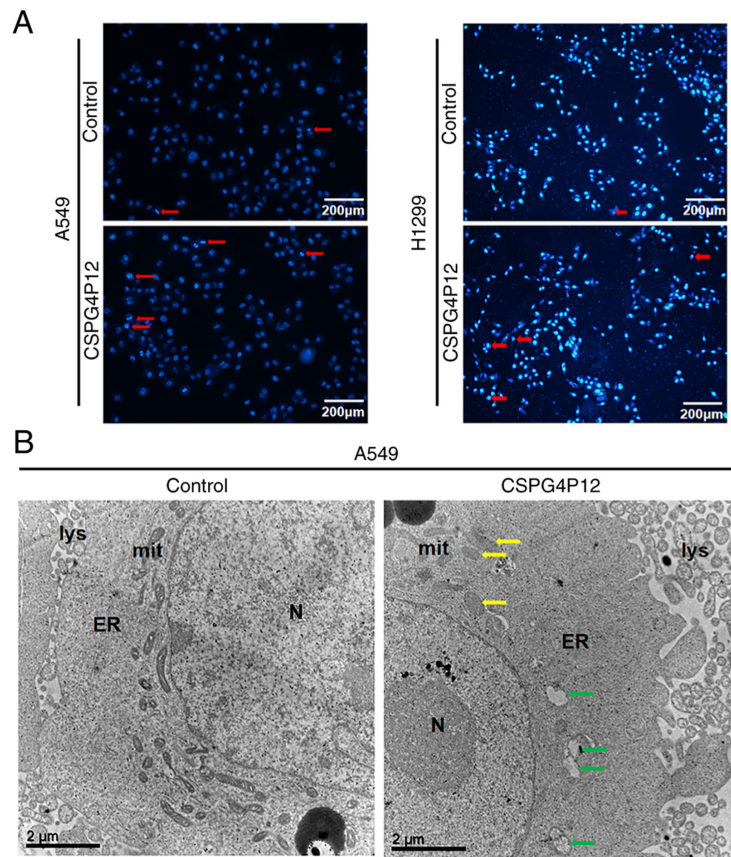 A
A549
Control
200μm
CSPG4P12
200μm
H1299
Control
200μm
CSPG4P12
200μm
B
A549
Control
CSPG4P12
lys
mit
ER
N
2 μm
mit
lys
ER
N
2 μm